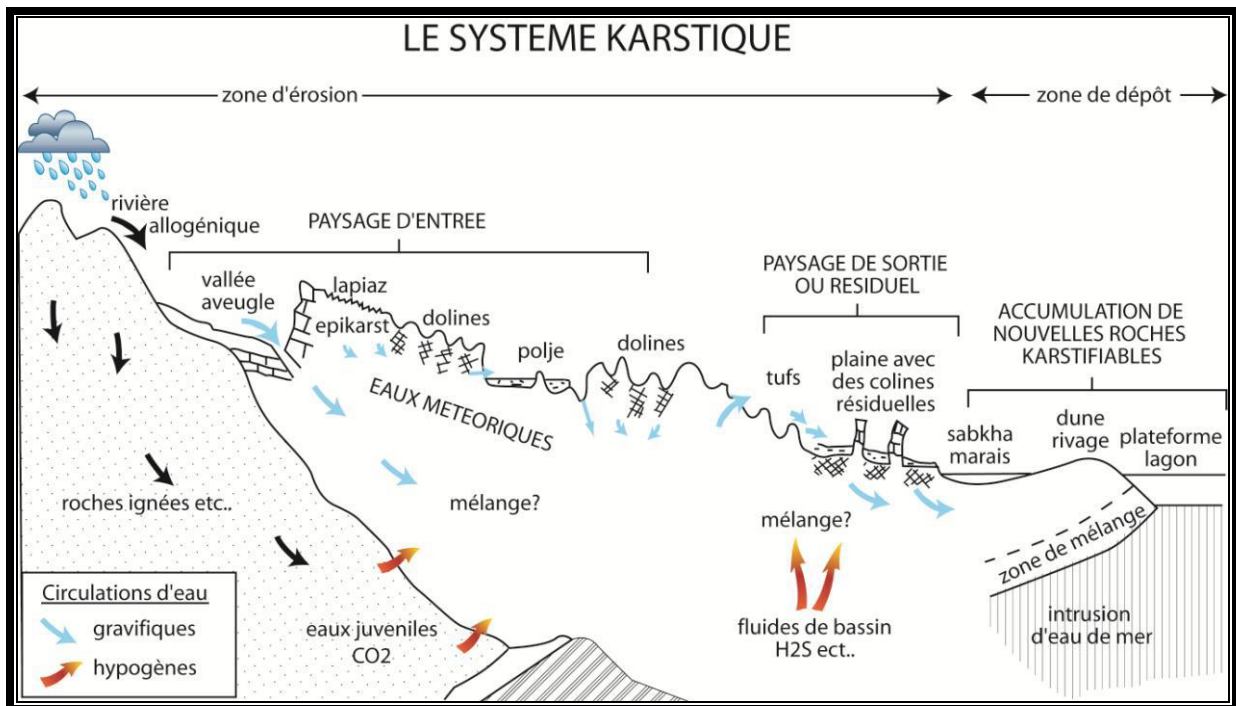 LE SYSTEME KARSTIQUE
zone d'érosion
zone de dépôt
rivière
allogénique
PAYSAGE D'ENTREE
vallée
aveugle
lapiaz
epikarst
dolines
polje
dolines
PAYSAGE DE SORTIE
OU RESIDUEL
tufs
plaine avec
des colines
résiduelles
ACCUMULATION DE
NOUVELLES ROCHES
KARSTIFIABLES
sabkha
marais
dune
rivage
plateforme
lagon
EAUX METÉORIQUES
roches ignées etc..
mélange?
mélange?
zone de mélange
Circulations d'eau
gravifiques
hypogènes
eaux juveniles
CO2
fluides de bassin
H2S ect..
intrusion
d'eau de mer